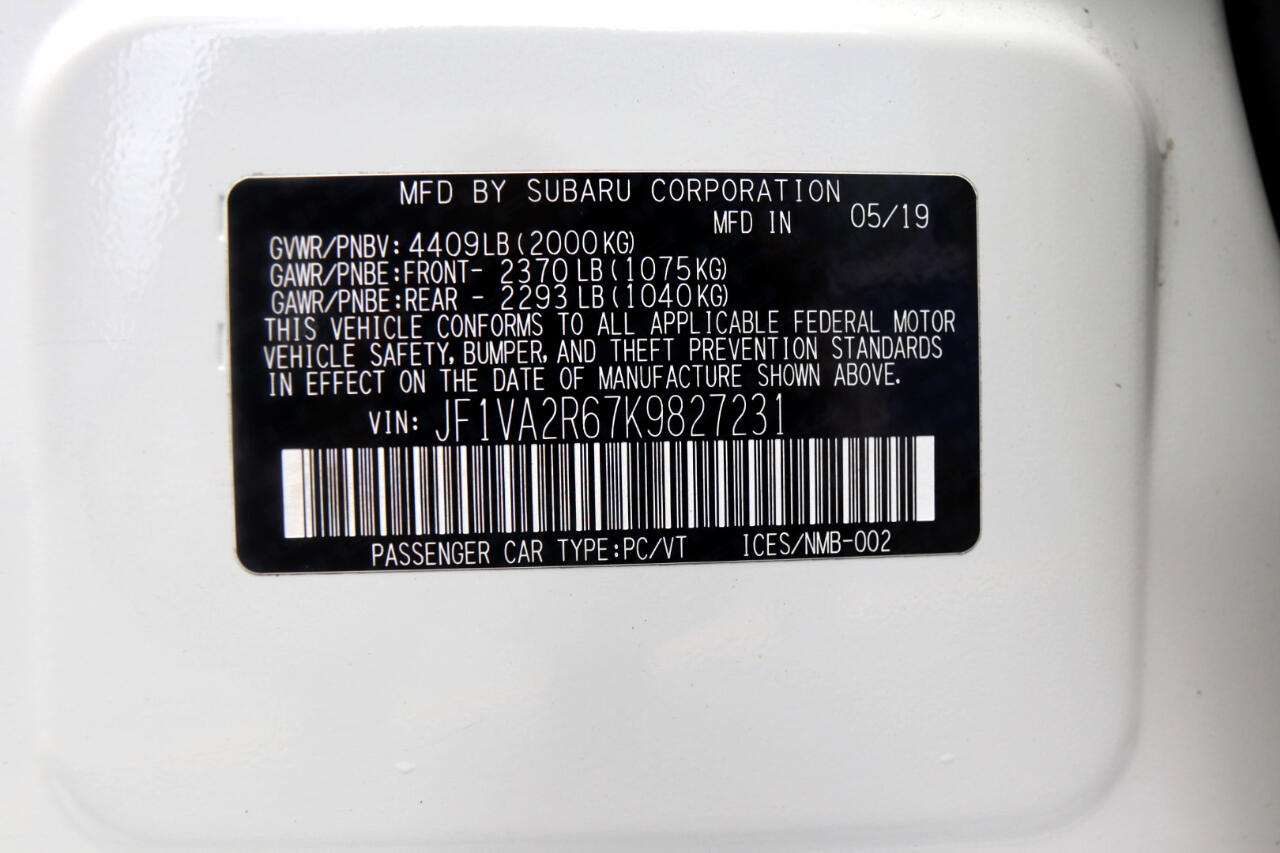 MFD BY SUBARU CORPORATION
MFD IN 05/19
GVWR/PNBV: 4409LB(2000KG)
GAWR/PNBE:FRONT- 2370LB(1075KG)
GAWR/PNBE:REAR - 2293LB(1040KG)
THIS VEHICLE CONFORMS TO ALL APPLICABLE FEDERAL MOTOR
VEHICLE SAFETY, BUMPER, AND THEFT PREVENTION STANDARDS
IN EFFECT ON THE DATE OF MANUFACTURE SHOWN ABOVE.
VIN: JF1VA2R67K9827231
PASSENGER CAR TYPE:PC/VT ICES/NMB-002